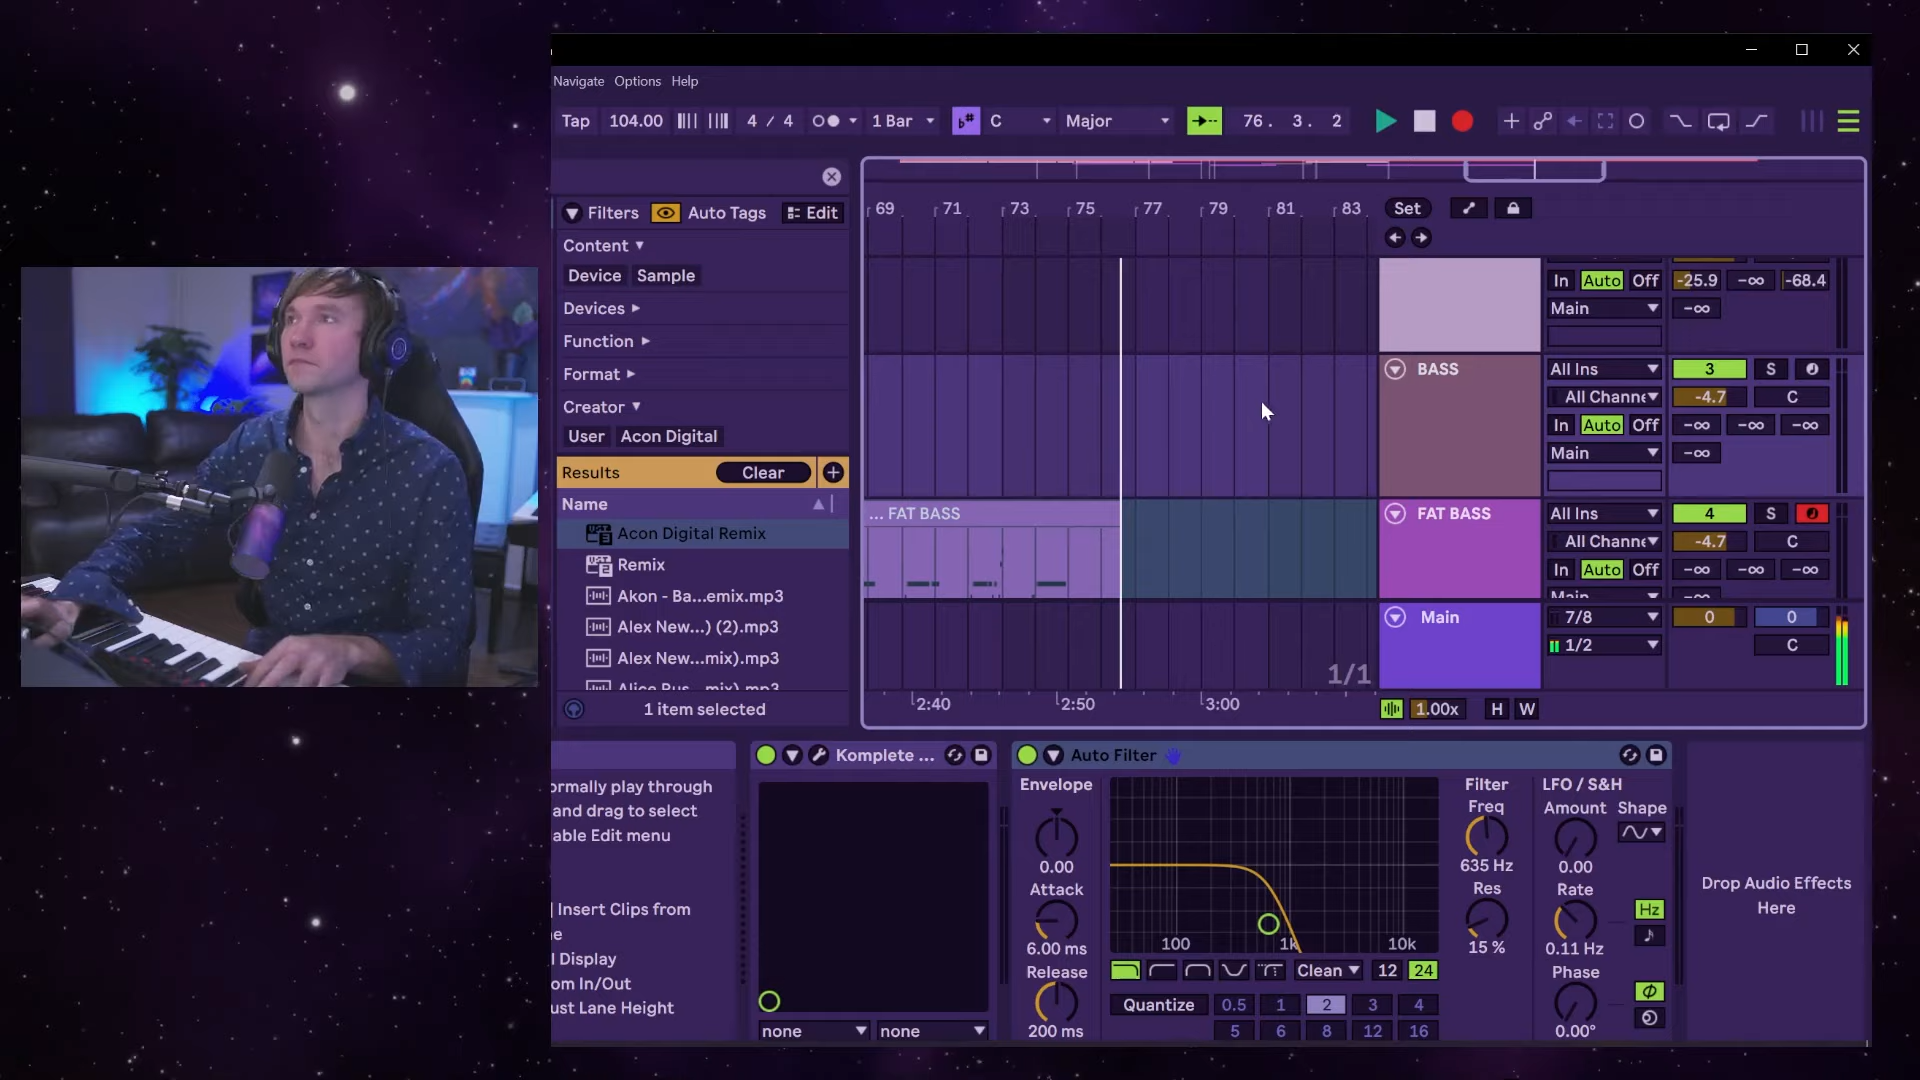 Navigate Options Help
Tap 104.00 4 / 4 1 Bar C Major 76. 3. 2
Filters Auto Tags Edit
Content
Device Sample
Devices
Function
Format
Creator
User Acon Digital
Results Clear
Name
Acon Digital Remix
Remix
Akon - Ba...emix.mp3
Alex New...) (2).mp3
Alex New...mix).mp3
1 item selected
69 71 73 75 77 79 81 83 Set
In Auto Off -25.9 -∞ -68.4
Main -∞
BASS All Ins 3 S
All Channe -4.7 C
In Auto Off -∞ -∞ -∞
Main -∞
... FAT BASS
FAT BASS All Ins 4 S
All Channe -4.7 C
In Auto Off -∞ -∞ -∞
Main 7/8 0 0
1/2 C
1/1
2:40 2:50 3:00 1.00x H W
ormally play through
and drag to select
able Edit menu
Insert Clips from
e
l Display
om In/Out
ust Lane Height
Komplete ...
none none
Auto Filter
Envelope
0.00
Attack
6.00 ms
Release
200 ms
100 1k 10k
Clean 12 24
Quantize 0.5 1 2 3 4
5 6 8 12 16
Filter
Freq
635 Hz
Res
15 %
LFO / S&H
Amount Shape
0.00
Rate
Hz
0.11 Hz
Phase
0.00°
Drop Audio Effects
Here